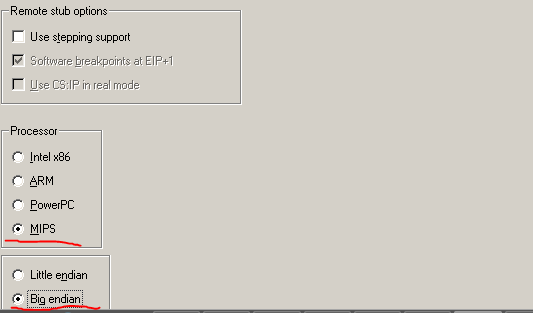 Remote stub options
Use stepping support
Software breakpoints at EIP+1
Use CS:IP in real mode
Processor
Intel x86
ARM
PowerPC
MIPS
Little endian
Big endian